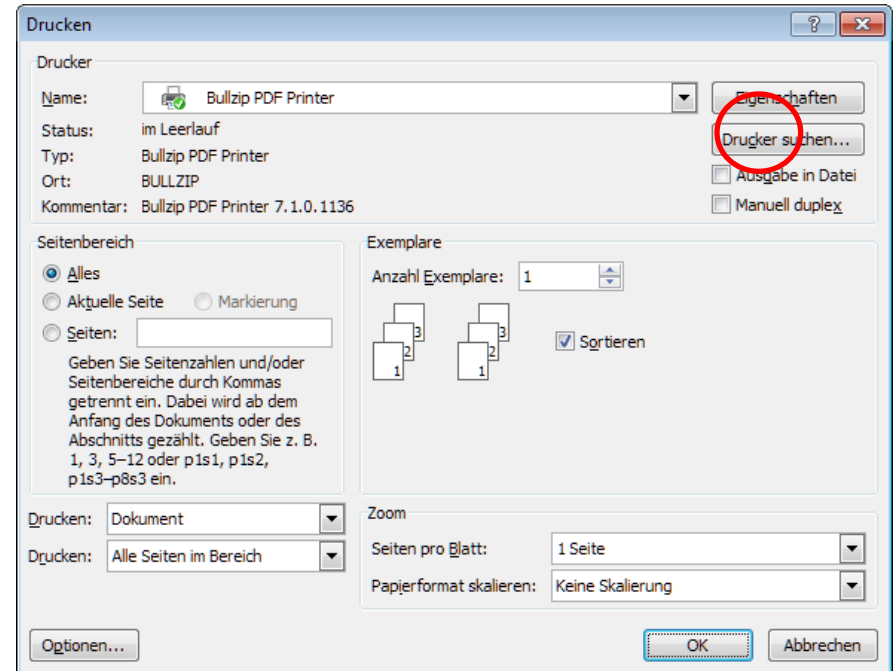 Drucken
Drucker
Name: Bullzip PDF Printer Eigenschaften
Status: im Leerlauf Drucker suchen...
Typ: Bullzip PDF Printer
Ort: BULLZIP Ausgabe in Datei
Kommentar: Bullzip PDF Printer 7.1.0.1136 Manuell duplex
Seitenbereich
Alles
Aktuelle Seite Markierung
Seiten:
Geben Sie Seitenzahlen und/oder
Seitenbereiche durch Kommas
getrennt ein. Dabei wird ab dem
Anfang des Dokuments oder des
Abschnitts gezählt. Geben Sie z. B.
1, 3, 5–12 oder p1s1, p1s2,
p1s3–p8s3 ein.
Exemplare
Anzahl Exemplare: 1
3 3
2 2
1 1
Sortieren
Drucken: Dokument
Drucken: Alle Seiten im Bereich
Zoom
Seiten pro Blatt: 1 Seite
Papierformat skalieren: Keine Skalierung
Optionen... OK Abbrechen